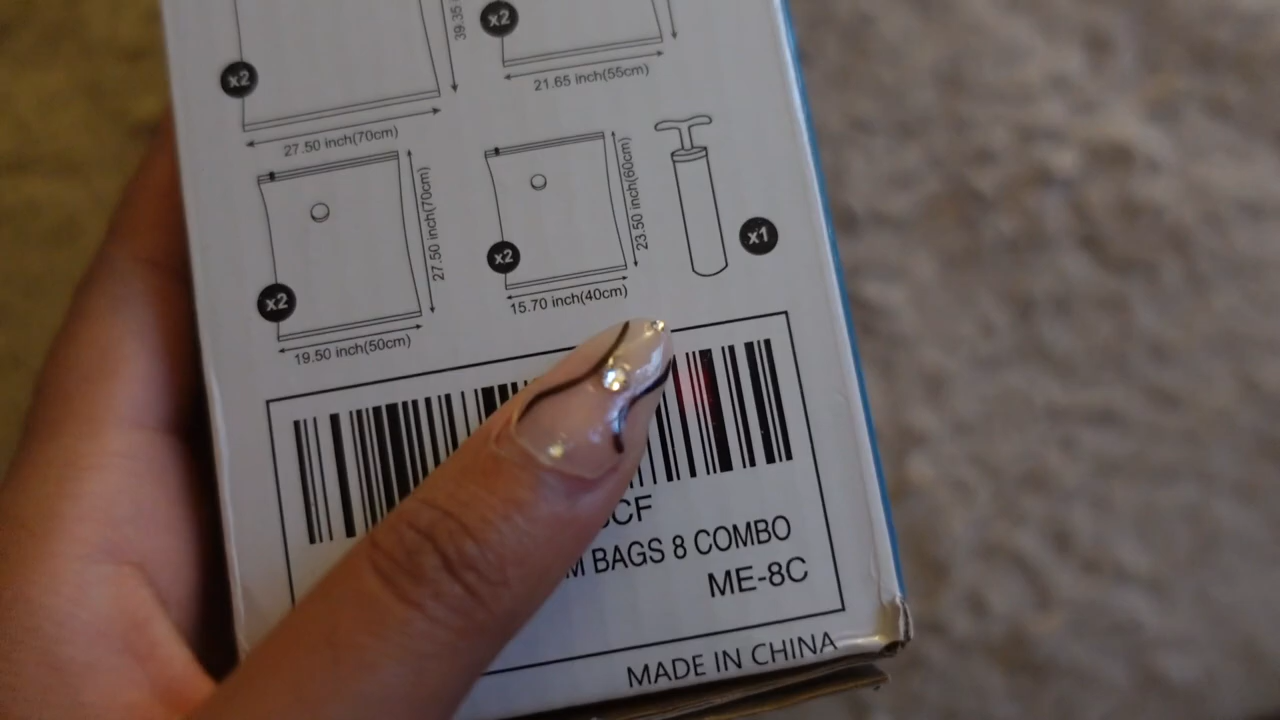 39.35
x2
x2
21.65 inch(55cm)
27.50 inch(70cm)
27.50 inch(70cm)
x2
19.50 inch(50cm)
23.50 inch(60cm)
x2
15.70 inch(40cm)
x1
BAGS 8 COMBO
ME-8C
MADE IN CHINA